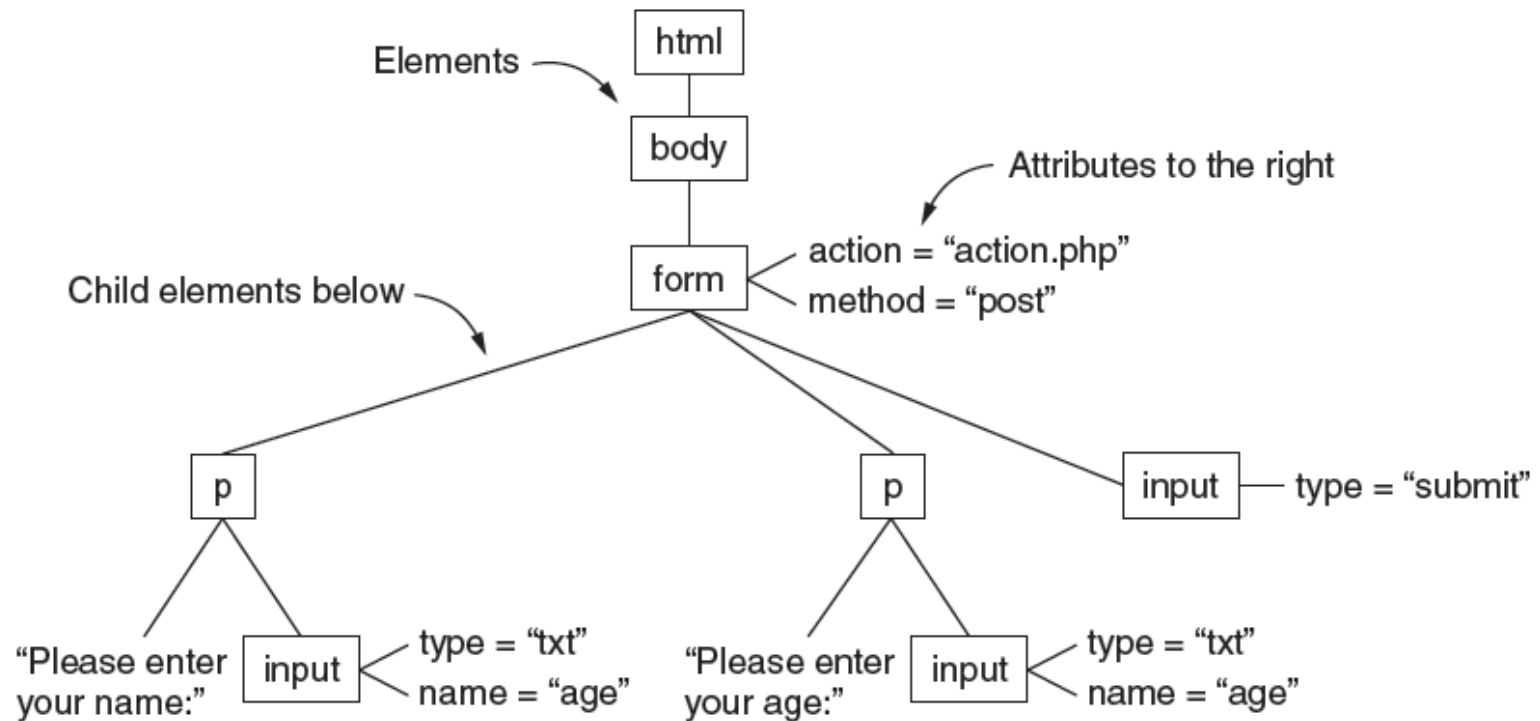 html
Elements
body
Attributes to the right
action = “action.php”
form
method = “post”
Child elements below
p
p
input
type = “submit”
“Please enter
your name:”
input
type = “txt”
name = “age”
“Please enter
your age:”
input
type = “txt”
name = “age”